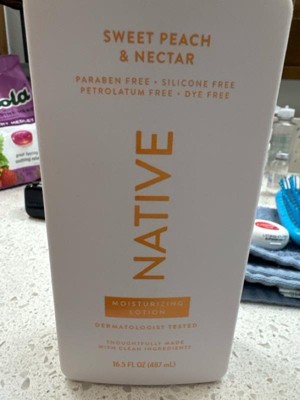 SWEET PEACH
& NECTAR
PARABEN FREE • SILICONE FREE
PETROLATUM FREE • DYE FREE
NATIVE
MOISTURIZING
LOTION
DERMATOLOGIST TESTED
THOUGHTFULLY MADE
WITH CLEAN INGREDIENTS
16.5 FL OZ (487 mL)